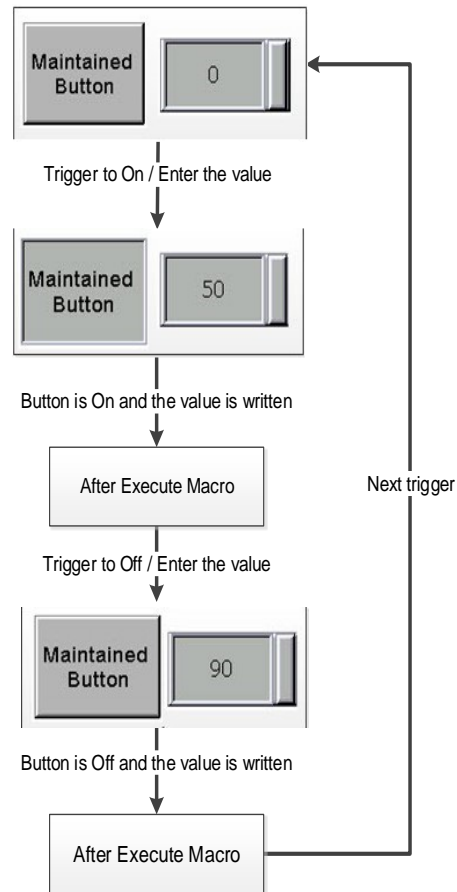 Maintained
Button
0
Trigger to On / Enter the value
Maintained
Button
50
Button is On and the value is written
After Execute Macro
Next trigger
Trigger to Off / Enter the value
Maintained
Button
90
Button is Off and the value is written
After Execute Macro